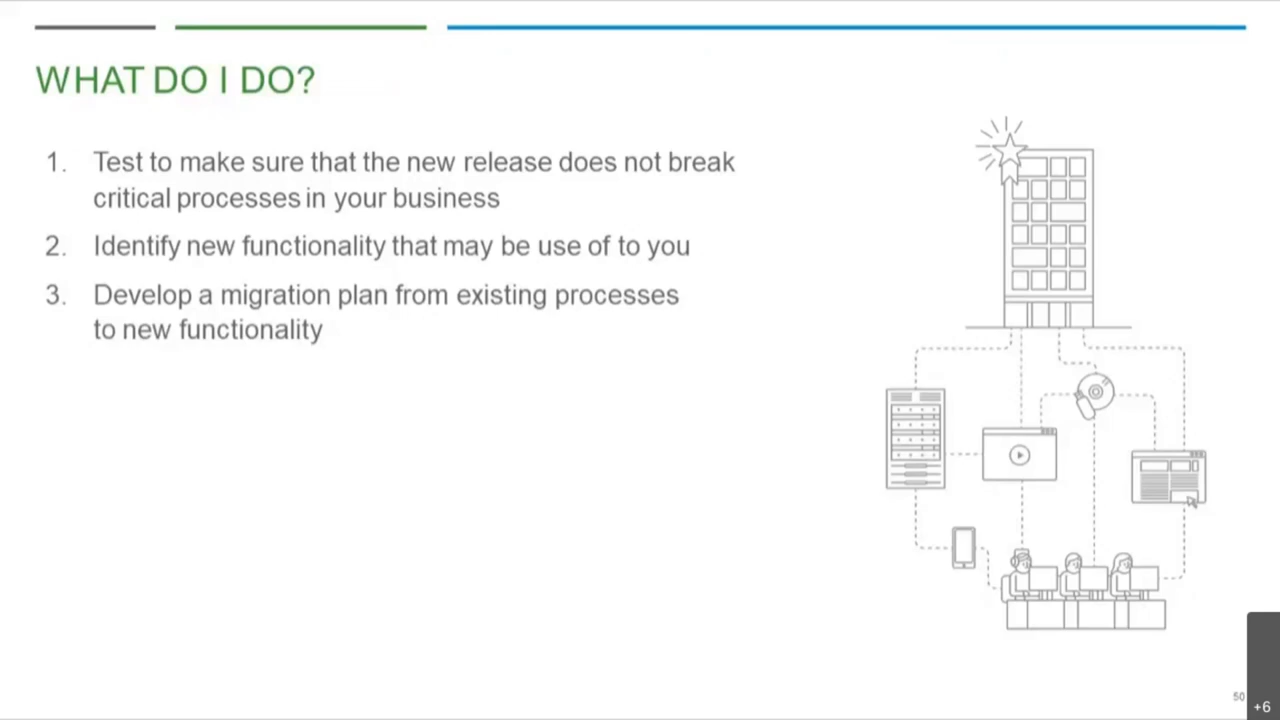 WHAT DO I DO?
1. Test to make sure that the new release does not break
critical processes in your business
2. Identify new functionality that may be use of to you
3. Develop a migration plan from existing processes
to new functionality
50
+6